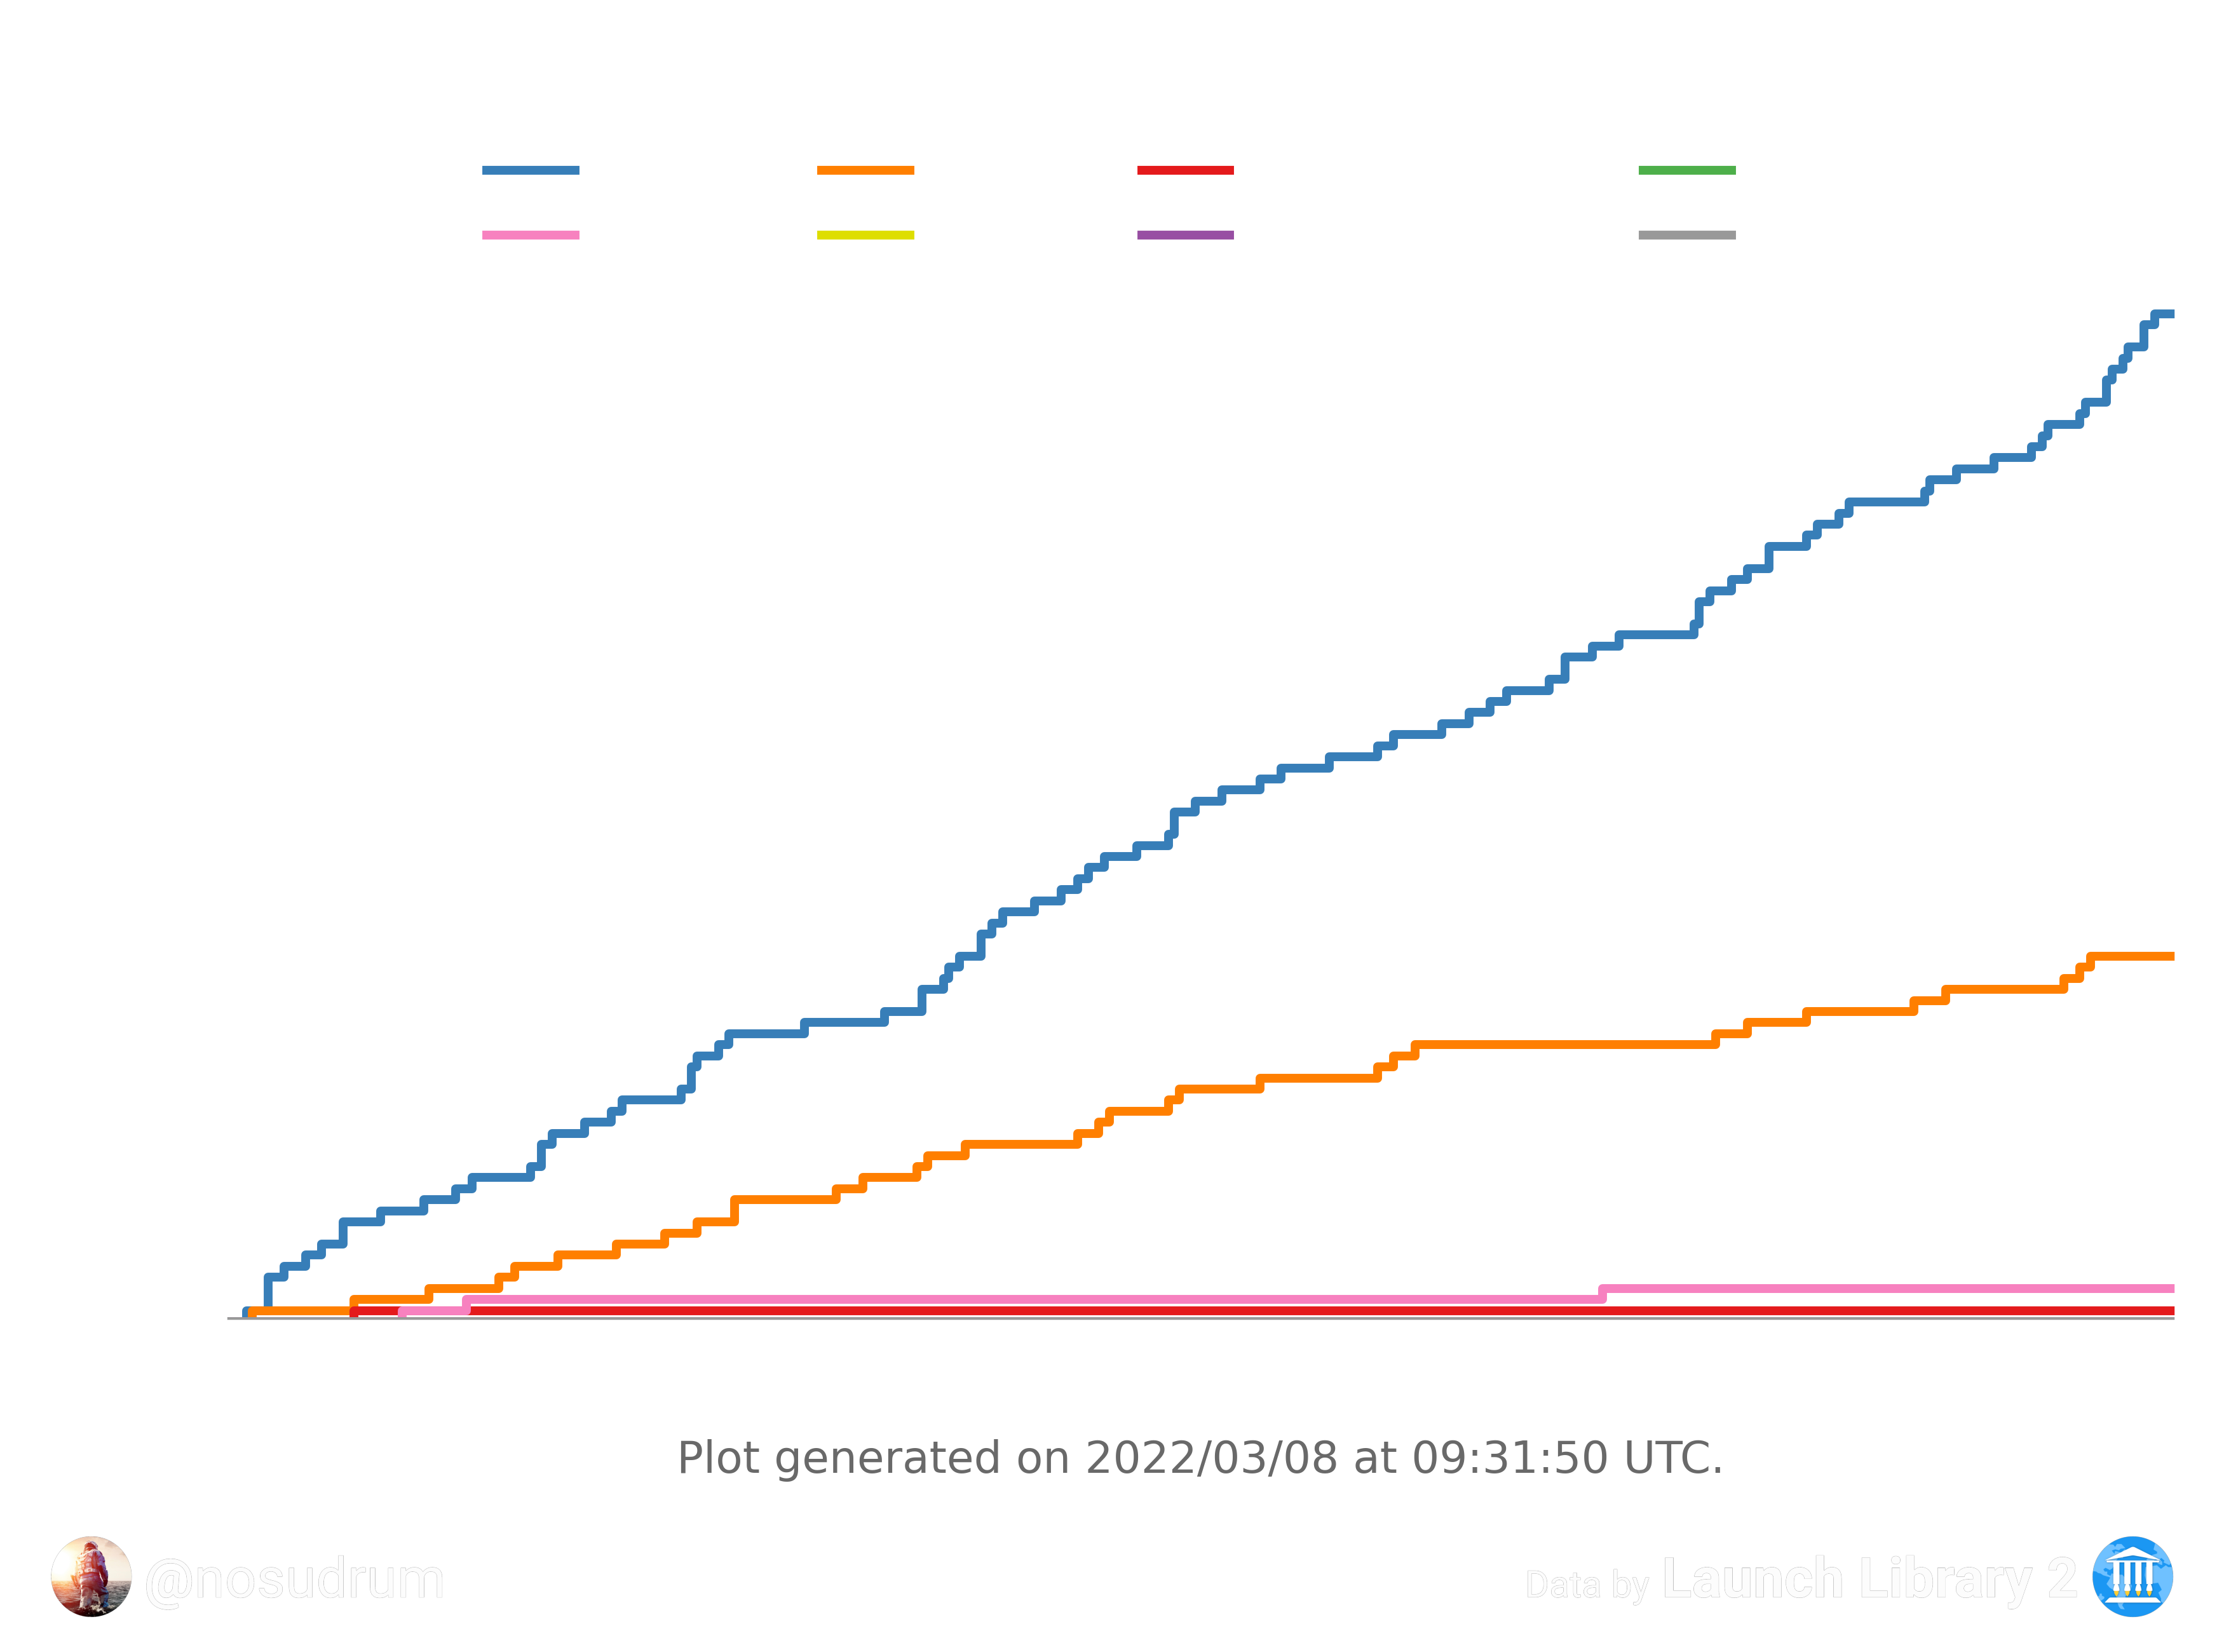 Plot generated on 2022/03/08 at 09:31:50 UTC.
@nosudrum
Data by Launch Library 2